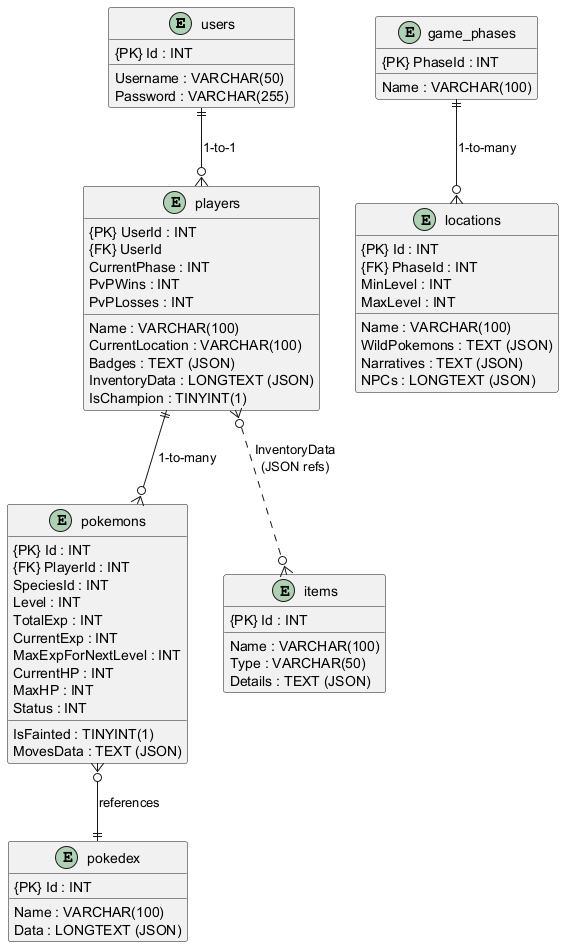 E users
{PK} Id : INT
Username : VARCHAR(50)
Password : VARCHAR(255)
E game_phases
{PK} PhaseId : INT
Name : VARCHAR(100)
1-to-1
1-to-many
E players
{PK} UserId : INT
{FK} UserId
CurrentPhase : INT
PvPWins : INT
PvPLosses : INT
Name : VARCHAR(100)
CurrentLocation : VARCHAR(100)
Badges : TEXT (JSON)
InventoryData : LONGTEXT (JSON)
IsChampion : TINYINT(1)
E locations
{PK} Id : INT
{FK} PhaseId : INT
MinLevel : INT
MaxLevel : INT
Name : VARCHAR(100)
WildPokemons : TEXT (JSON)
Narratives : TEXT (JSON)
NPCs : LONGTEXT (JSON)
1-to-many
InventoryData
(JSON refs)
E pokemons
{PK} Id : INT
{FK} PlayerId : INT
SpeciesId : INT
Level : INT
TotalExp : INT
CurrentExp : INT
MaxExpForNextLevel : INT
CurrentHP : INT
MaxHP : INT
Status : INT
IsFainted : TINYINT(1)
MovesData : TEXT (JSON)
E items
{PK} Id : INT
Name : VARCHAR(100)
Type : VARCHAR(50)
Details : TEXT (JSON)
references
E pokedex
{PK} Id : INT
Name : VARCHAR(100)
Data : LONGTEXT (JSON)